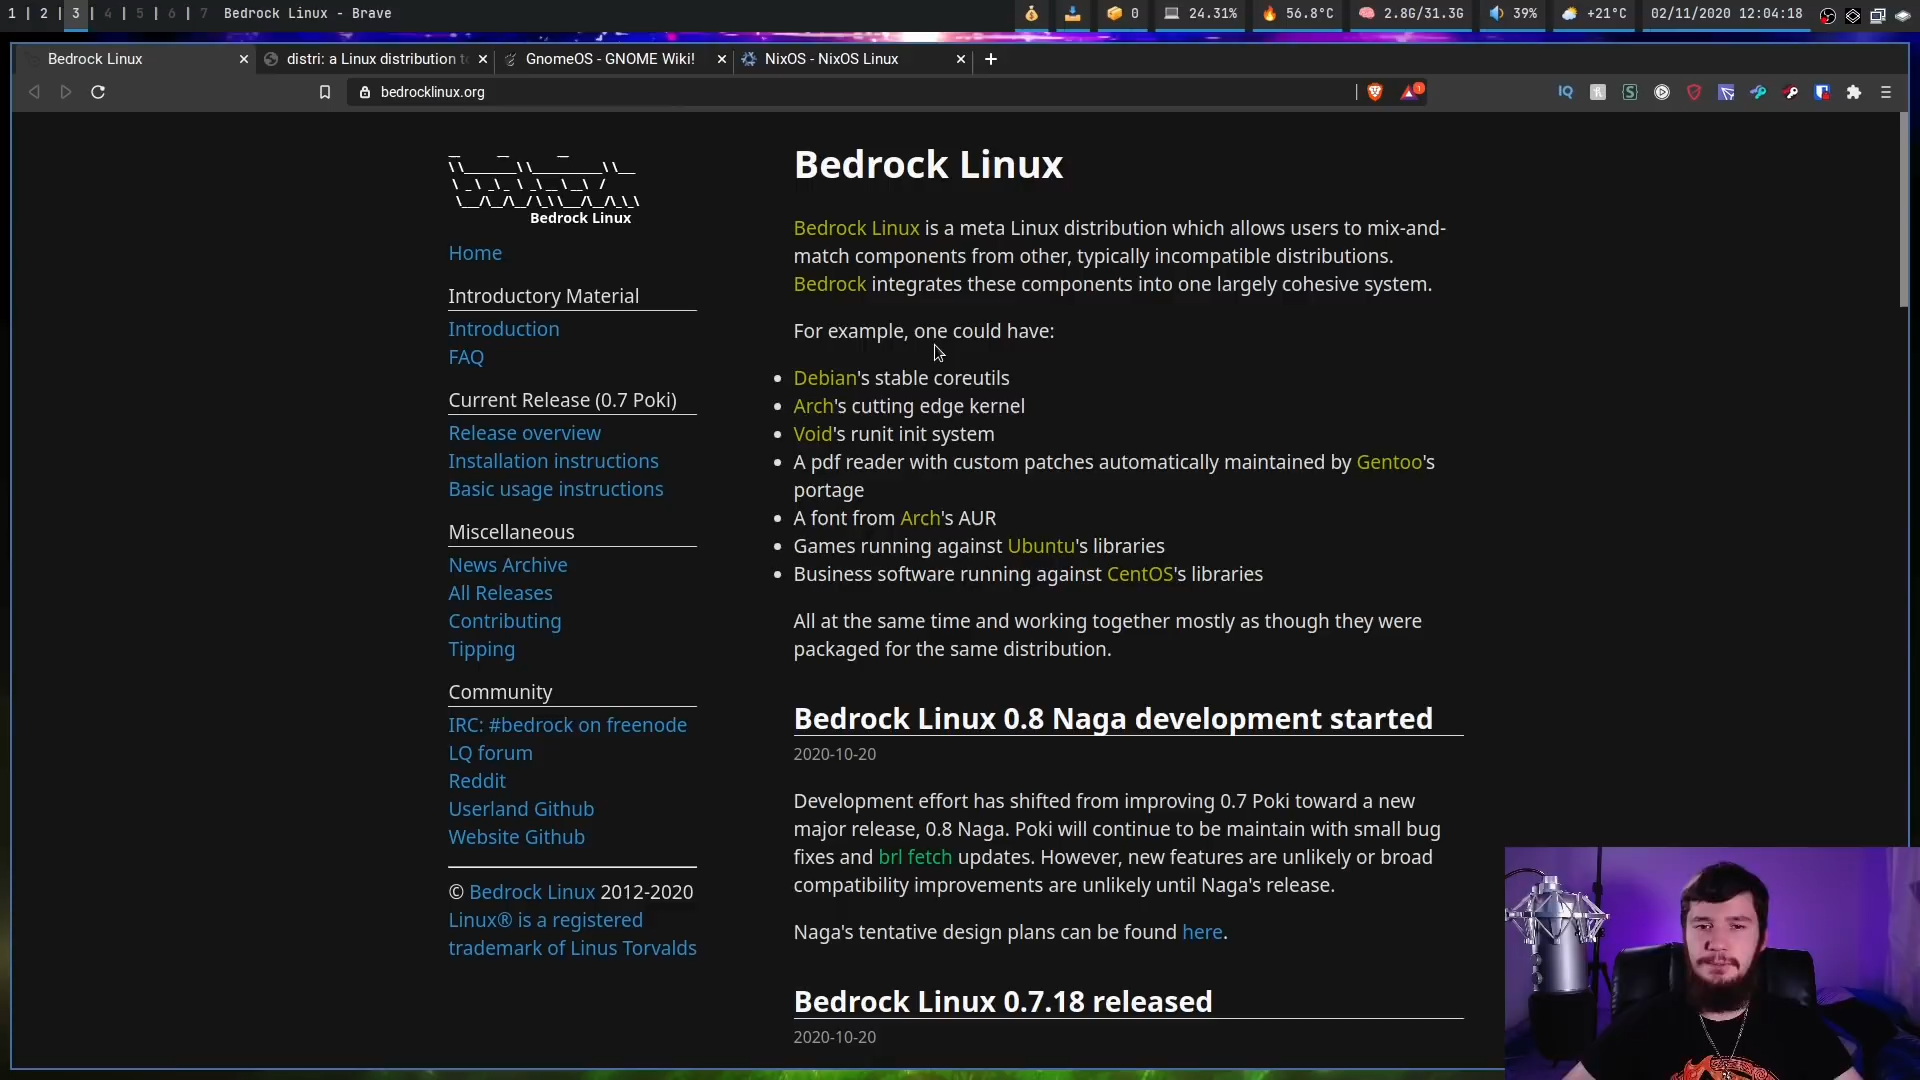 1 | 2 | 3 | 4 | 5 | 6 | 7 Bedrock Linux - Brave
0 24.31% 56.8°C 2.8G/31.3G 39% +21°C 02/11/2020 12:04:18
Bedrock Linux
distri: a Linux distribution to
GnomeOS - GNOME Wiki!
NixOS - NixOS Linux
bedrocklinux.org
1
IQ
Bedrock Linux
Home
Introductory Material
Introduction
FAQ
Current Release (0.7 Poki)
Release overview
Installation instructions
Basic usage instructions
Miscellaneous
News Archive
All Releases
Contributing
Tipping
Community
IRC: #bedrock on freenode
LQ forum
Reddit
Userland Github
Website Github
© Bedrock Linux 2012-2020
Linux® is a registered
trademark of Linus Torvalds
Bedrock Linux
Bedrock Linux is a meta Linux distribution which allows users to mix-and-
match components from other, typically incompatible distributions.
Bedrock integrates these components into one largely cohesive system.
For example, one could have:
Debian's stable coreutils
Arch's cutting edge kernel
Void's runit init system
A pdf reader with custom patches automatically maintained by Gentoo's
portage
A font from Arch's AUR
Games running against Ubuntu's libraries
Business software running against CentOS's libraries
All at the same time and working together mostly as though they were
packaged for the same distribution.
Bedrock Linux 0.8 Naga development started
2020-10-20
Development effort has shifted from improving 0.7 Poki toward a new
major release, 0.8 Naga. Poki will continue to be maintain with small bug
fixes and brl fetch updates. However, new features are unlikely or broad
compatibility improvements are unlikely until Naga's release.
Naga's tentative design plans can be found here.
Bedrock Linux 0.7.18 released
2020-10-20